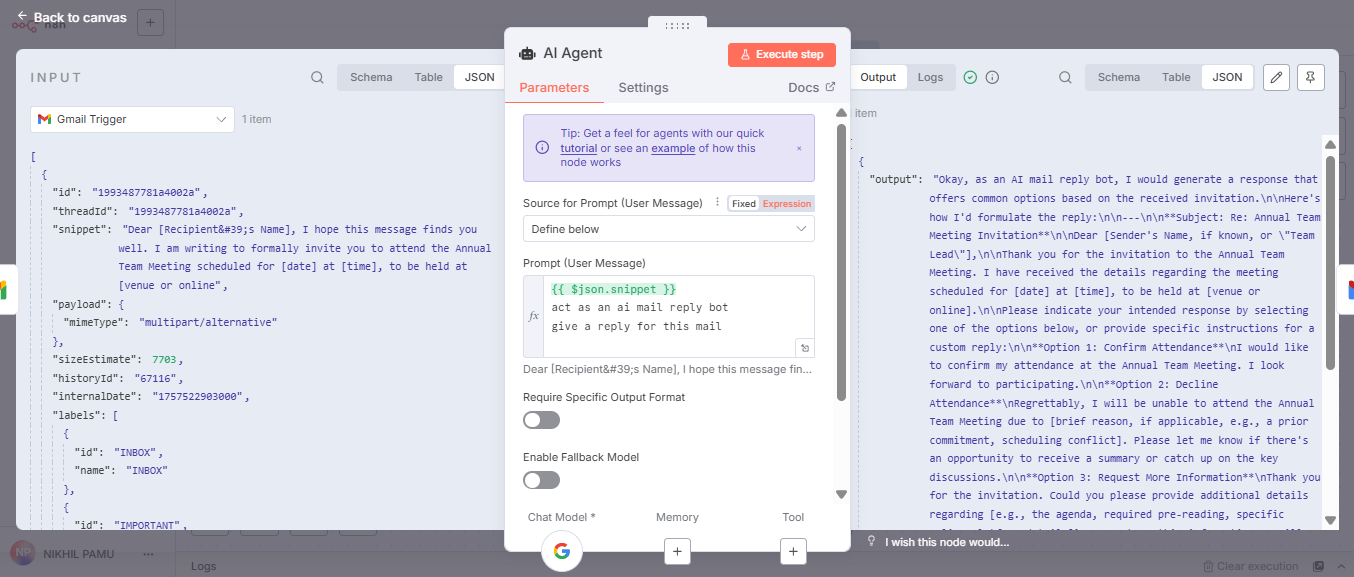 Back to canvas
n8n
INPUT
Schema
Table
JSON
Gmail Trigger
1 item
[
{
"id": "1993487781a4002a",
"threadId": "1993487781a4002a",
"snippet": "Dear [Recipient&#39;s Name], I hope this message finds you
well. I am writing to formally invite you to attend the Annual
Team Meeting scheduled for [date] at [time], to be held at
[venue or online",
"payload": {
"mimeType": "multipart/alternative"
},
"sizeEstimate": 7703,
"historyId": "67116",
"internalDate": "1757522903000",
"labels": [
{
"id": "INBOX",
"name": "INBOX"
},
{
"id": "IMPORTANT",
AI Agent
Execute step
Parameters
Settings
Docs
Tip: Get a feel for agents with our quick
tutorial or see an example of how this
node works
Source for Prompt (User Message)
Fixed
Expression
Define below
Prompt (User Message)
fx
{{ $json.snippet }}
act as an ai mail reply bot
give a reply for this mail
Dear [Recipient&#39;s Name], I hope this message fin...
Require Specific Output Format
Enable Fallback Model
Chat Model *
Memory
Tool
Output
Logs
Schema
Table
JSON
item
{
"output": "Okay, as an AI mail reply bot, I would generate a response that
offers common options based on the received invitation.\n\nHere's
how I'd formulate the reply:\n\n---\n\n**Subject: Re: Annual Team
Meeting Invitation**\n\nDear [Sender's Name, if known, or \"Team
Lead\"],\n\nThank you for the invitation to the Annual Team
Meeting. I have received the details regarding the meeting
scheduled for [date] at [time], to be held at [venue or
online].\n\nPlease indicate your intended response by selecting
one of the options below, or provide specific instructions for a
custom reply:\n\n**Option 1: Confirm Attendance**\nI would like
to confirm my attendance at the Annual Team Meeting. I look
forward to participating.\n\n**Option 2: Decline
Attendance**\nRegrettably, I will be unable to attend the Annual
Team Meeting due to [brief reason, if applicable, e.g., a prior
commitment, scheduling conflict]. Please let me know if there's
an opportunity to receive a summary or catch up on the key
discussions.\n\n**Option 3: Request More Information**\nThank you
for the invitation. Could you please provide additional details
regarding [e.g., the agenda, required pre-reading, specific
I wish this node would...
NP
NIKHIL PAMU
Logs
Clear execution